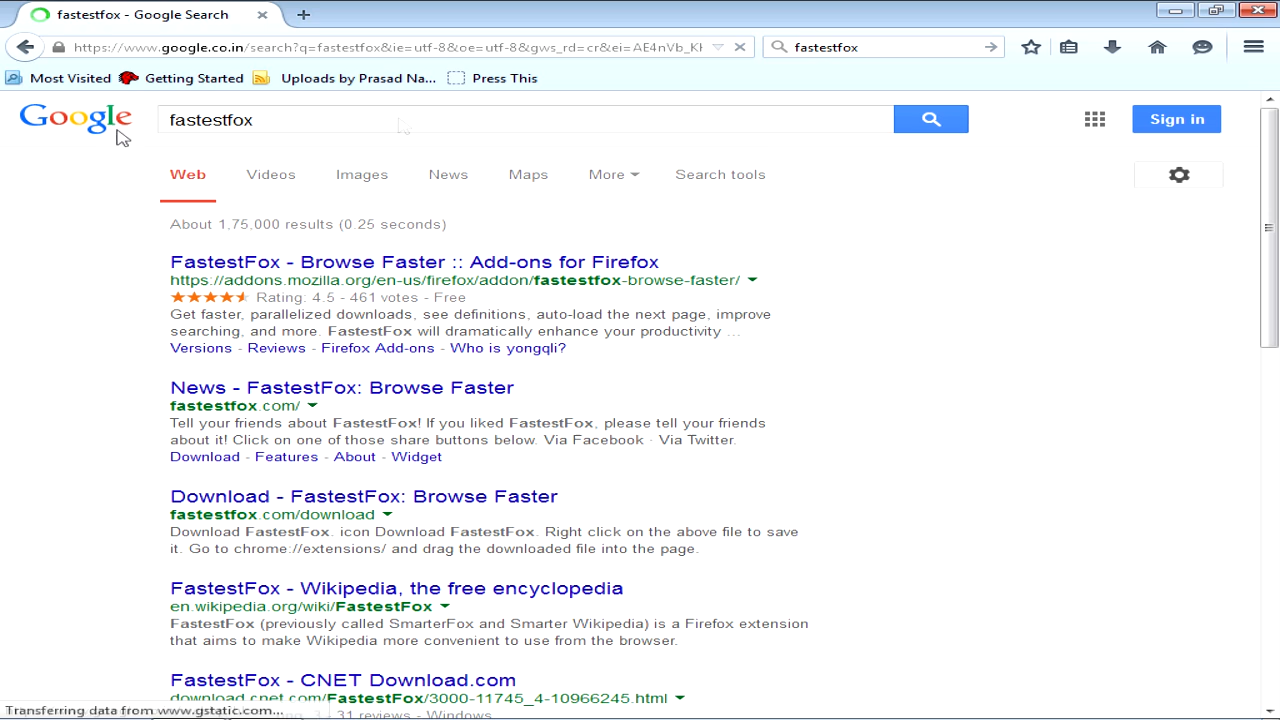 fastestfox - Google Search
https://www.google.co.in/search?q=fastestfox&ie=utf-8&oe=utf-8&gws_rd=cr&ei=AE4nVb_Kl
fastestfox
Most Visited Getting Started Uploads by Prasad Na... Press This
Google fastestfox Sign in
Web Videos Images News Maps More Search tools
About 1,75,000 results (0.25 seconds)
FastestFox - Browse Faster :: Add-ons for Firefox
https://addons.mozilla.org/en-us/firefox/addon/fastestfox-browse-faster/
Rating: 4.5 - 461 votes - Free
Get faster, parallelized downloads, see definitions, auto-load the next page, improve
searching, and more. FastestFox will dramatically enhance your productivity ...
Versions - Reviews - Firefox Add-ons - Who is yongqli?
News - FastestFox: Browse Faster
fastestfox.com/
Tell your friends about FastestFox! If you liked FastestFox, please tell your friends
about it! Click on one of those share buttons below. Via Facebook · Via Twitter.
Download - Features - About - Widget
Download - FastestFox: Browse Faster
fastestfox.com/download
Download FastestFox. icon Download FastestFox. Right click on the above file to save
it. Go to chrome://extensions/ and drag the downloaded file into the page.
FastestFox - Wikipedia, the free encyclopedia
en.wikipedia.org/wiki/FastestFox
FastestFox (previously called SmarterFox and Smarter Wikipedia) is a Firefox extension
that aims to make Wikipedia more convenient to use from the browser.
FastestFox - CNET Download.com
download.cnet.com/FastestFox/3000-11745_4-10966245.html
Transferring data from www.gstatic.com...
3 - 31 reviews - Windows